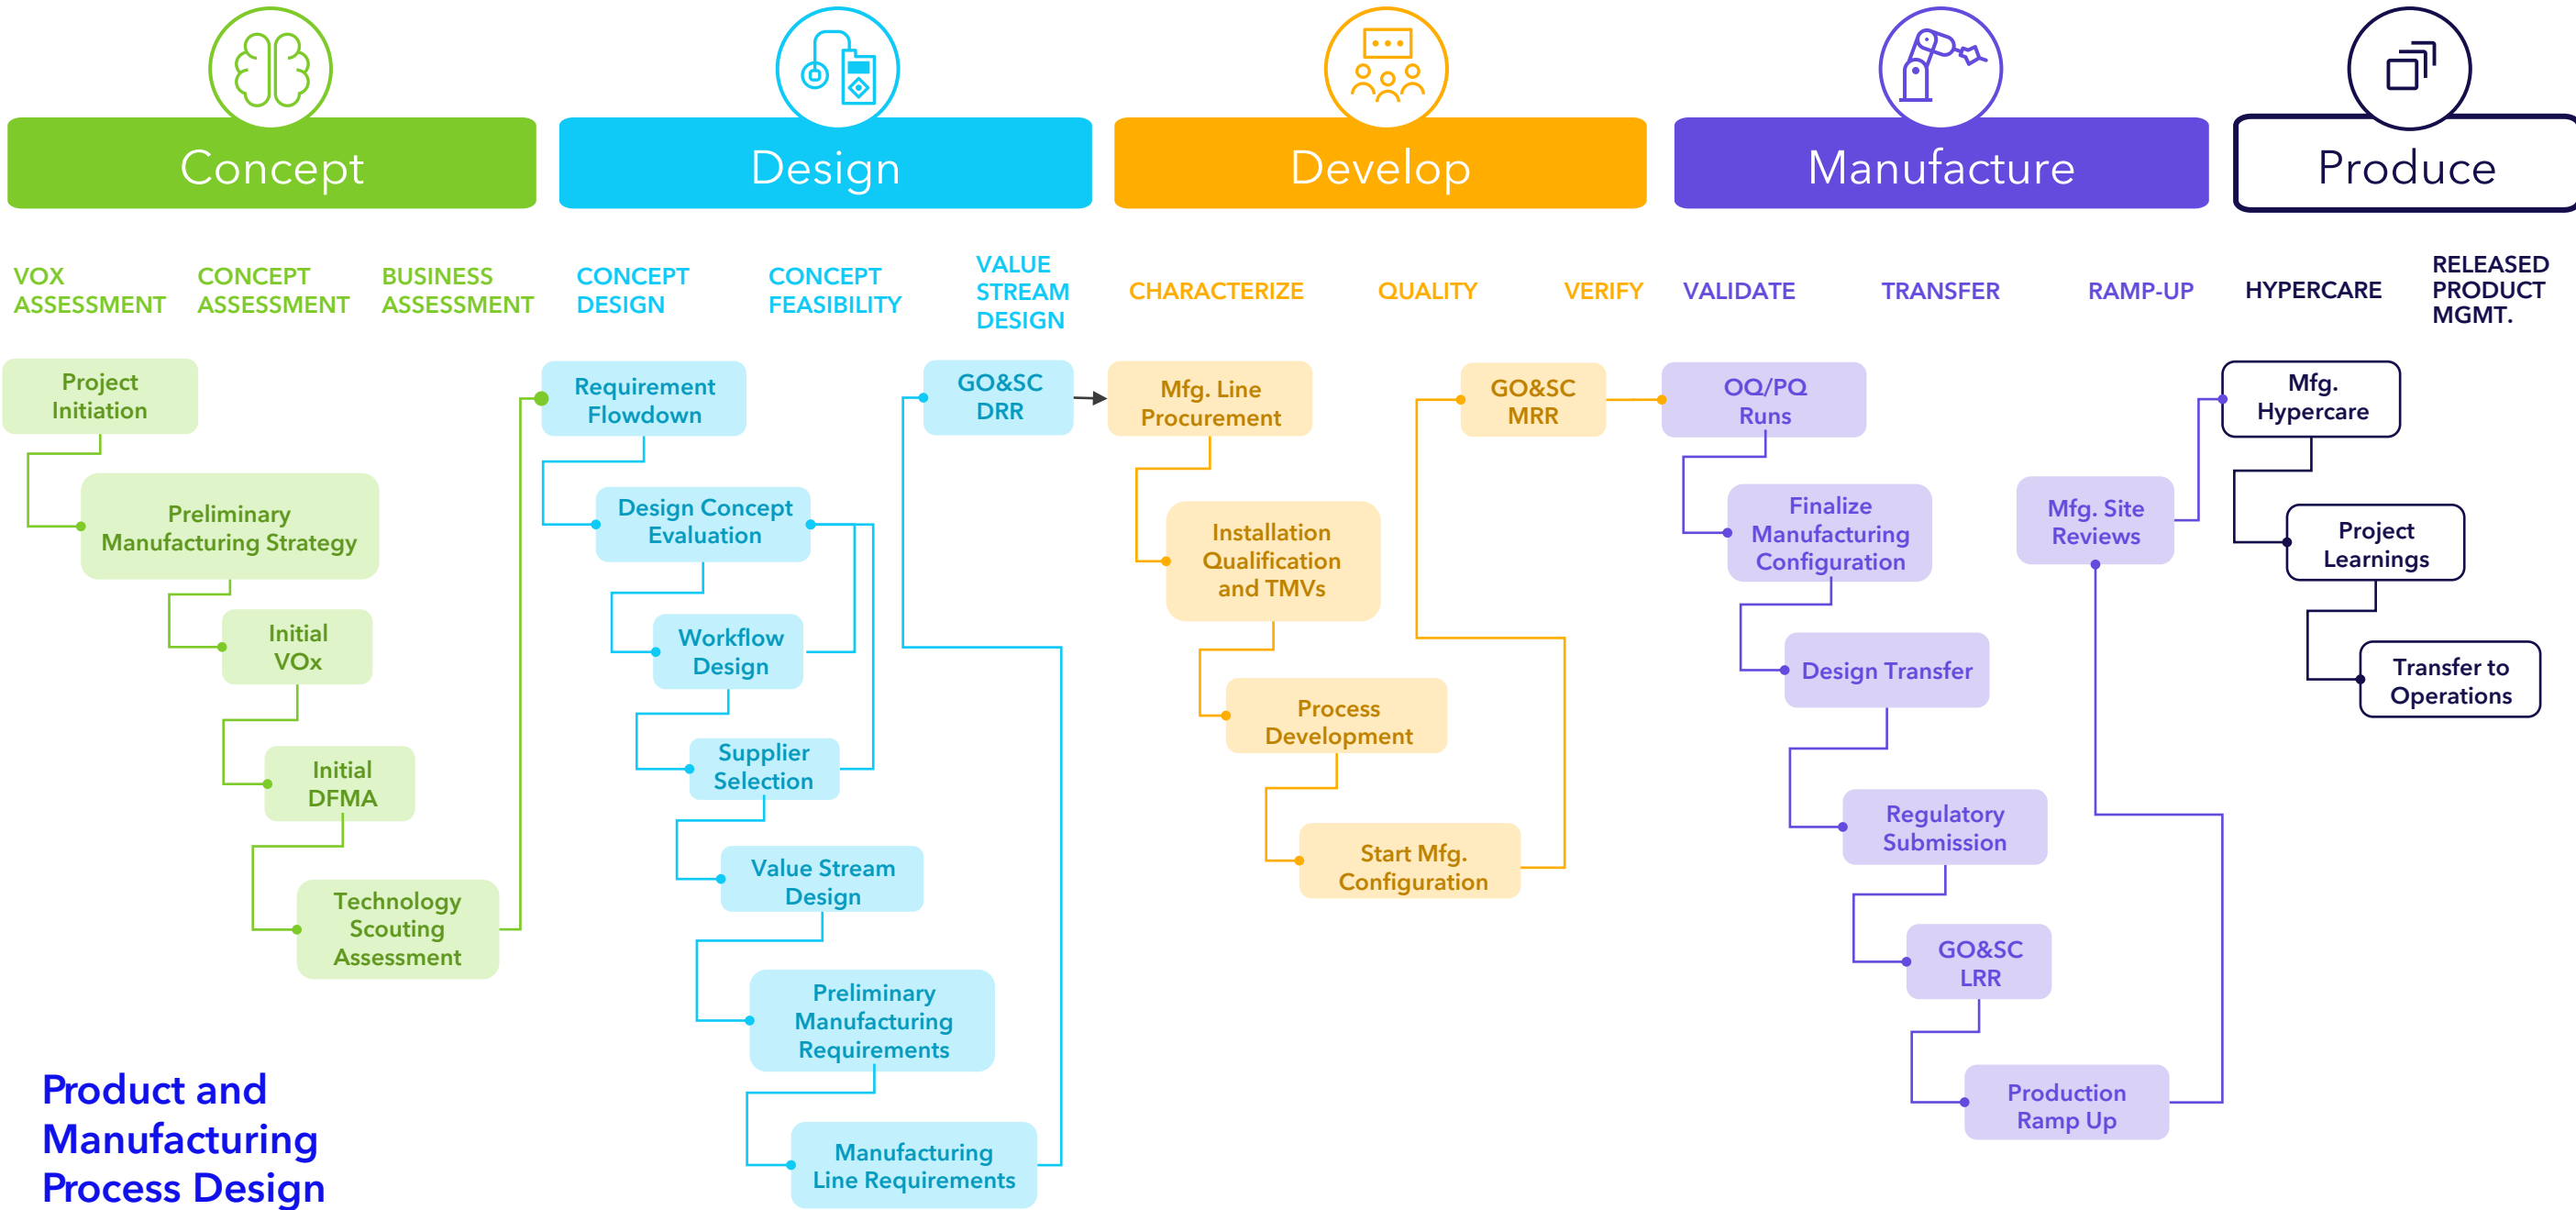 Concept
Design
Develop
Manufacture
Produce
VOX
ASSESSMENT
CONCEPT
ASSESSMENT
BUSINESS
ASSESSMENT
CONCEPT
DESIGN
CONCEPT
FEASIBILITY
VALUE
STREAM
DESIGN
CHARACTERIZE
QUALITY
VERIFY
VALIDATE
TRANSFER
RAMP-UP
HYPERCARE
RELEASED
PRODUCT
MGMT.
Project
Initiation
Preliminary
Manufacturing Strategy
Initial
VOx
Initial
DFMA
Technology
Scouting
Assessment
Requirement
Flowdown
Design Concept
Evaluation
Workflow
Design
Supplier
Selection
Value Stream
Design
Preliminary
Manufacturing
Requirements
Manufacturing
Line Requirements
GO&SC
DRR
Mfg. Line
Procurement
Installation
Qualification
and TMVs
Process
Development
Start Mfg.
Configuration
GO&SC
MRR
OQ/PQ
Runs
Finalize
Manufacturing
Configuration
Design Transfer
Regulatory
Submission
GO&SC
LRR
Production
Ramp Up
Mfg. Site
Reviews
Mfg.
Hypercare
Project
Learnings
Transfer to
Operations
Product and
Manufacturing
Process Design